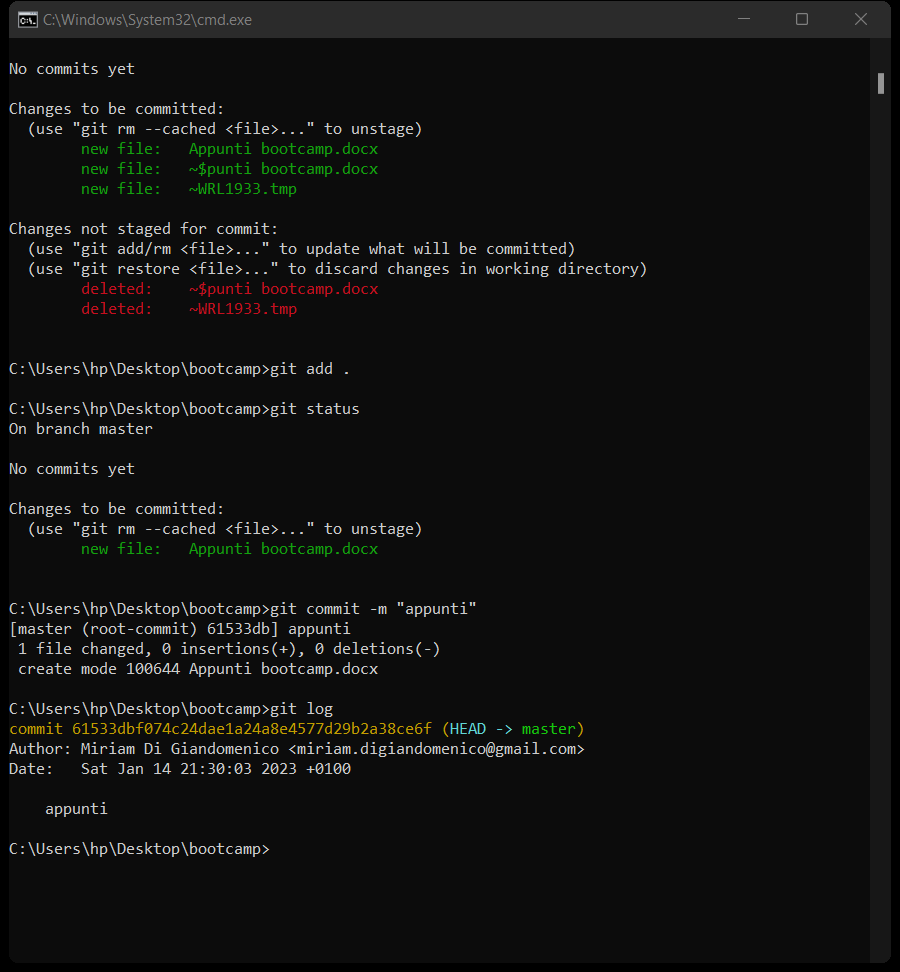 C:\Windows\System32\cmd.exe
No commits yet
Changes to be committed:
  (use "git rm --cached <file>..." to unstage)
        new file:   Appunti bootcamp.docx
        new file:   ~$punti bootcamp.docx
        new file:   ~WRL1933.tmp
Changes not staged for commit:
  (use "git add/rm <file>..." to update what will be committed)
  (use "git restore <file>..." to discard changes in working directory)
        deleted:    ~$punti bootcamp.docx
        deleted:    ~WRL1933.tmp
C:\Users\hp\Desktop\bootcamp>git add .
C:\Users\hp\Desktop\bootcamp>git status
On branch master
No commits yet
Changes to be committed:
  (use "git rm --cached <file>..." to unstage)
        new file:   Appunti bootcamp.docx
C:\Users\hp\Desktop\bootcamp>git commit -m "appunti"
[master (root-commit) 61533db] appunti
 1 file changed, 0 insertions(+), 0 deletions(-)
 create mode 100644 Appunti bootcamp.docx
C:\Users\hp\Desktop\bootcamp>git log
commit 61533dbf074c24dae1a24a8e4577d29b2a38ce6f (HEAD -> master)
Author: Miriam Di Giandomenico <miriam.digiandomenico@gmail.com>
Date:   Sat Jan 14 21:30:03 2023 +0100
    appunti
C:\Users\hp\Desktop\bootcamp>